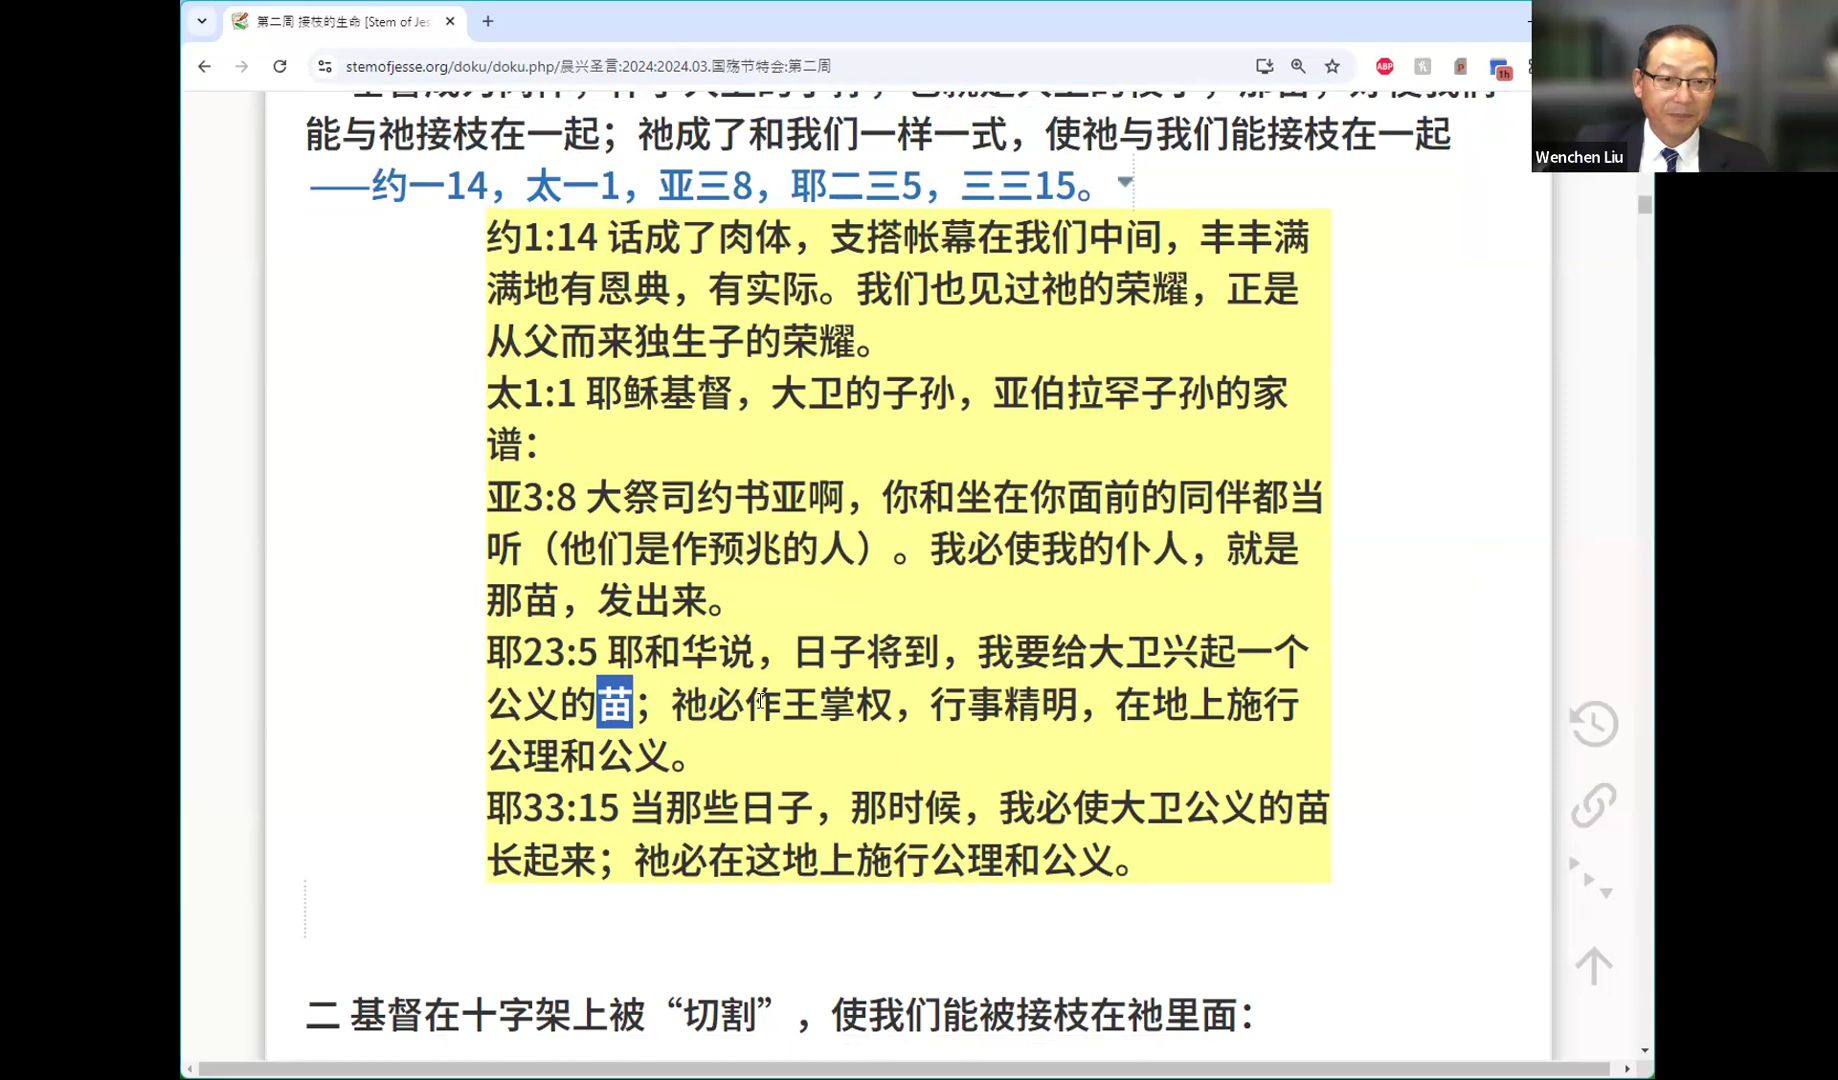 第二周 接枝的生命 [Stem of Jes
stemofjesse.org/doku/doku.php/晨兴圣言:2024:2024.03.国殇节特会:第二周
ABP
1h
Wenchen Liu
能与祂接枝在一起；祂成了和我们一样一式，使祂与我们能接枝在一起
——约一14，太一1，亚三8，耶二三5，三三15。
约1:14 话成了肉体，支搭帐幕在我们中间，丰丰满
满地有恩典，有实际。我们也见过祂的荣耀，正是
从父而来独生子的荣耀。
太1:1 耶稣基督，大卫的子孙，亚伯拉罕子孙的家
谱：
亚3:8 大祭司约书亚啊，你和坐在你面前的同伴都当
听（他们是作预兆的人）。我必使我的仆人，就是
那苗，发出来。
耶23:5 耶和华说，日子将到，我要给大卫兴起一个
公义的苗；祂必作王掌权，行事精明，在地上施行
公理和公义。
耶33:15 当那些日子，那时候，我必使大卫公义的苗
长起来；祂必在这地上施行公理和公义。
二 基督在十字架上被“切割”，使我们能被接枝在祂里面：